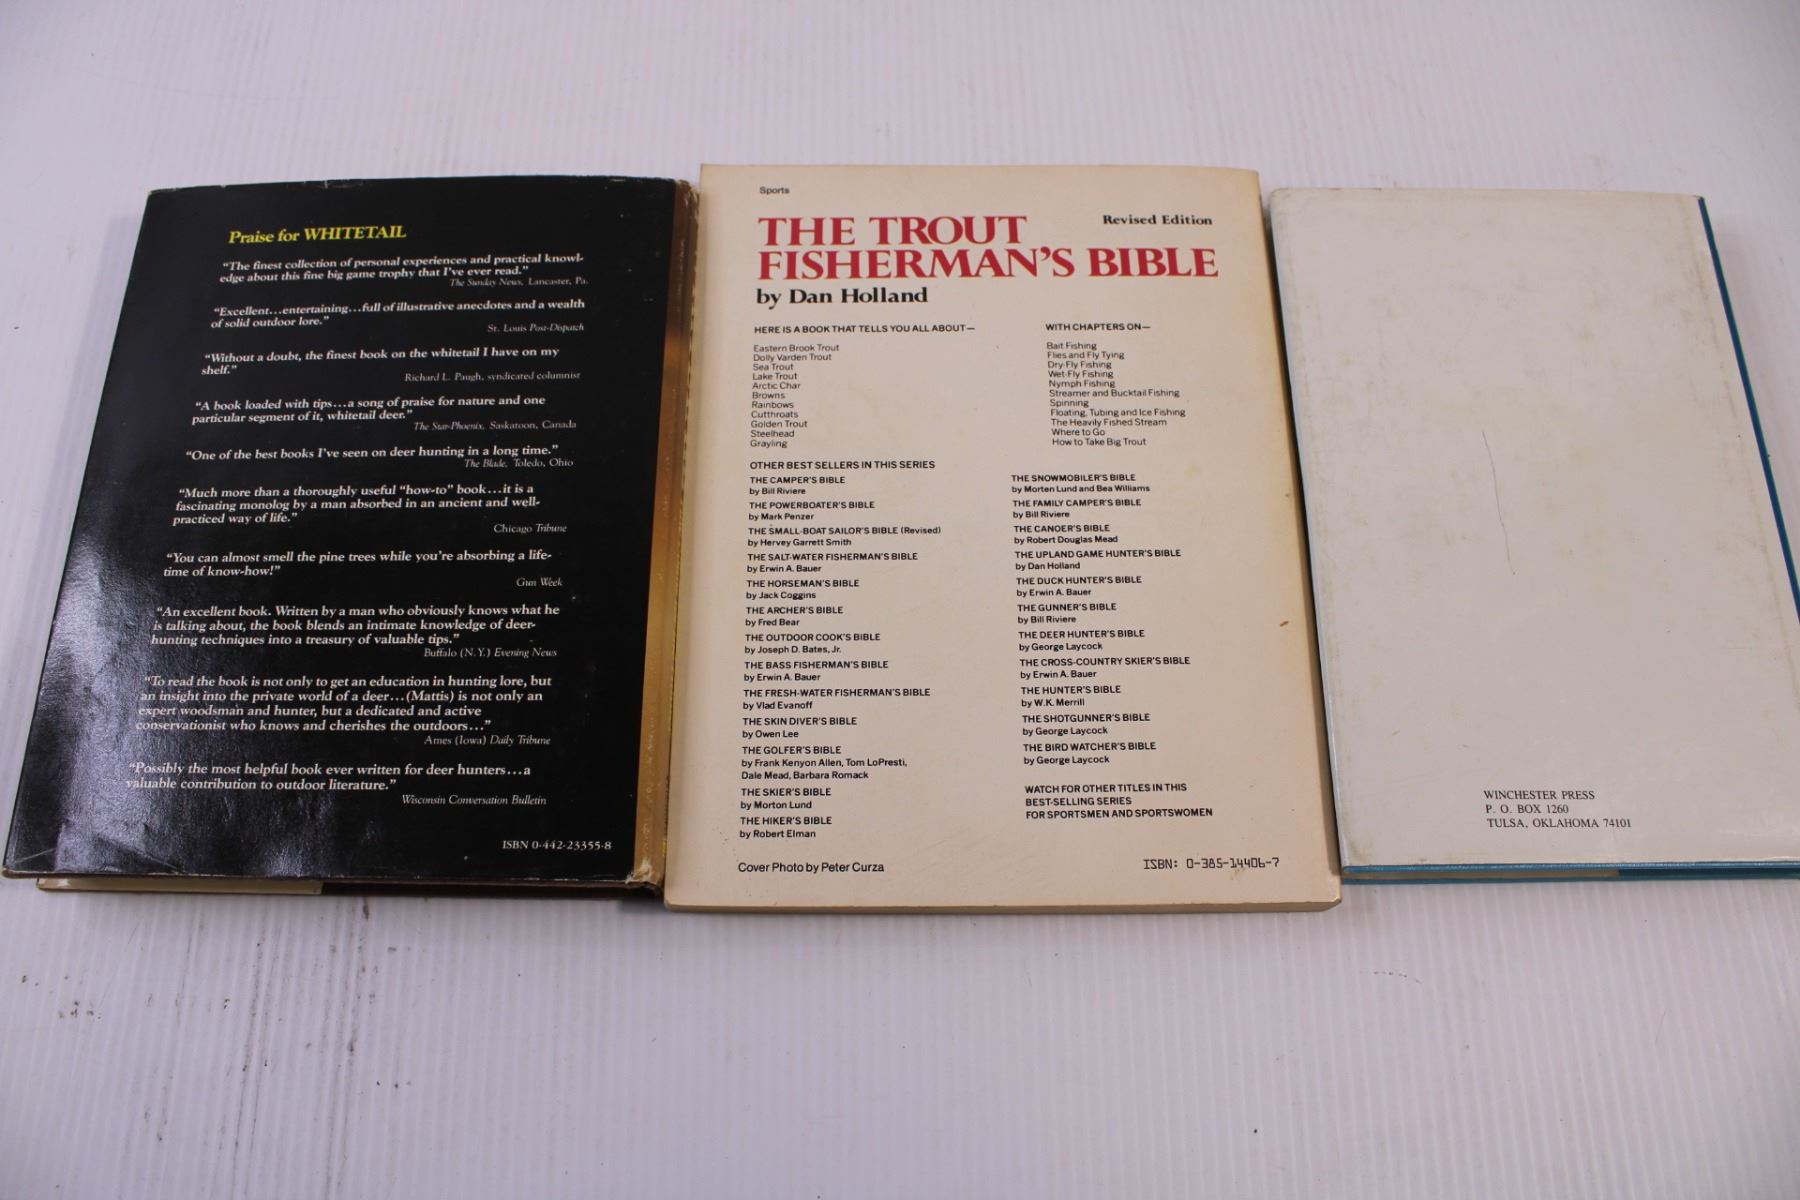 Praise for WHITETAIL
"The finest collection of personal experiences and practical knowl-
edge about this fine big game trophy that I've ever read."
The Sunday News, Lancaster, Pa.
"Excellent...entertaining...full of illustrative anecdotes and a wealth
of solid outdoor lore."
St. Louis Post-Dispatch
"Without a doubt, the finest book on the whitetail I have on my
shelf."
Richard L. Paugh, syndicated columnist
"A book loaded with tips...a song of praise for nature and one
particular segment of it, whitetail deer."
The Star-Phoenix, Saskatoon, Canada
"One of the best books I've seen on deer hunting in a long time."
The Blade, Toledo, Ohio
"Much more than a thoroughly useful "how-to" book...it is a
fascinating monolog by a man absorbed in an ancient and well-
practiced way of life."
Chicago Tribune
"You can almost smell the pine trees while you're absorbing a life-
time of know-how!"
Gun Week
"An excellent book. Written by a man who obviously knows what he
is talking about, the book blends an intimate knowledge of deer-
hunting techniques into a treasury of valuable tips."
Buffalo (N.Y.) Evening News
"To read the book is not only to get an education in hunting lore, but
an insight into the private world of a deer...(Mattis) is not only an
expert woodsman and hunter, but a dedicated and active
conservationist who knows and cherishes the outdoors..."
Ames (Iowa) Daily Tribune
"Possibly the most helpful book ever written for deer hunters...a
valuable contribution to outdoor literature."
Wisconsin Conversation Bulletin
ISBN 0-442-23355-8
Sports
Revised Edition
THE TROUT
FISHERMAN'S BIBLE
by Dan Holland
HERE IS A BOOK THAT TELLS YOU ALL ABOUT—
Eastern Brook Trout
Dolly Varden Trout
Sea Trout
Lake Trout
Arctic Char
Browns
Rainbows
Cutthroats
Golden Trout
Steelhead
Grayling
WITH CHAPTERS ON—
Bait Fishing
Flies and Fly Tying
Dry-Fly Fishing
Wet-Fly Fishing
Nymph Fishing
Streamer and Bucktail Fishing
Spinning
Floating, Tubing and Ice Fishing
The Heavily Fished Stream
Where to Go
How to Take Big Trout
OTHER BEST SELLERS IN THIS SERIES
THE CAMPER'S BIBLE
by Bill Riviere
THE POWERBOATER'S BIBLE
by Mark Penzer
THE SMALL-BOAT SAILOR'S BIBLE (Revised)
by Hervey Garrett Smith
THE SALT-WATER FISHERMAN'S BIBLE
by Erwin A. Bauer
THE HORSEMAN'S BIBLE
by Jack Coggins
THE ARCHER'S BIBLE
by Fred Bear
THE OUTDOOR COOK'S BIBLE
by Joseph D. Bates, Jr.
THE BASS FISHERMAN'S BIBLE
by Erwin A. Bauer
THE FRESH-WATER FISHERMAN'S BIBLE
by Vlad Evanoff
THE SKIN DIVER'S BIBLE
by Owen Lee
THE GOLFER'S BIBLE
by Frank Kenyon Allen, Tom LoPresti,
Dale Mead, Barbara Romack
THE SKIER'S BIBLE
by Morton Lund
THE HIKER'S BIBLE
by Robert Elman
THE SNOWMOBILER'S BIBLE
by Morten Lund and Bea Williams
THE FAMILY CAMPER'S BIBLE
by Bill Riviere
THE CANOER'S BIBLE
by Robert Douglas Mead
THE UPLAND GAME HUNTER'S BIBLE
by Dan Holland
THE DUCK HUNTER'S BIBLE
by Erwin A. Bauer
THE GUNNER'S BIBLE
by Bill Riviere
THE DEER HUNTER'S BIBLE
by George Laycock
THE CROSS-COUNTRY SKIER'S BIBLE
by Erwin A. Bauer
THE HUNTER'S BIBLE
by W.K. Merrill
THE SHOTGUNNER'S BIBLE
by George Laycock
THE BIRD WATCHER'S BIBLE
by George Laycock
WATCH FOR OTHER TITLES IN THIS
BEST-SELLING SERIES
FOR SPORTSMEN AND SPORTSWOMEN
Cover Photo by Peter Curza
ISBN: 0-385-14406-7
WINCHESTER PRESS
P. O. BOX 1260
TULSA, OKLAHOMA 74101